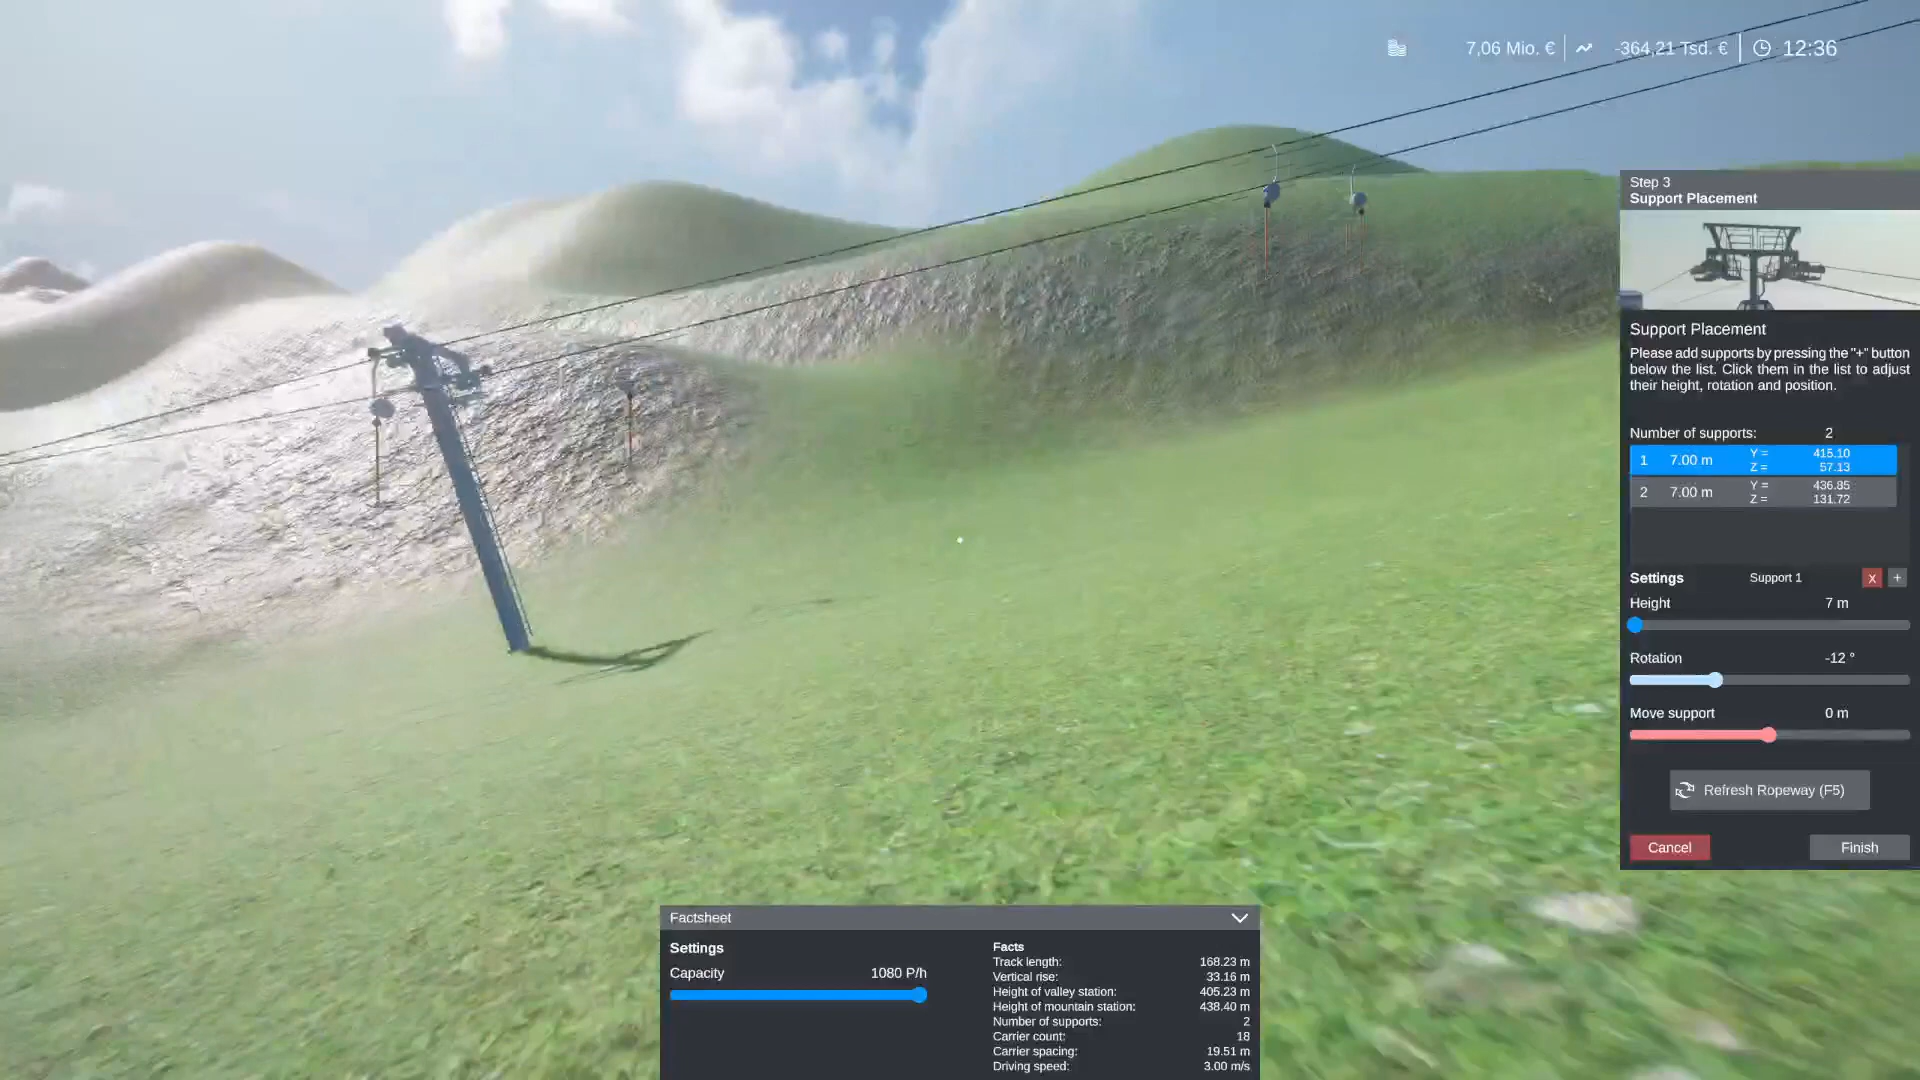 7,06 Mio. €
-364,21 Tsd. €
12:36
Step 3
Support Placement
Support Placement
Please add supports by pressing the "+" button
below the list. Click them in the list to adjust
their height, rotation and position.
Number of supports: 2
1 7.00 m Y = 415.10
Z = 57.13
2 7.00 m Y = 436.85
Z = 131.72
Settings Support 1 x +
Height 7 m
Rotation -12 °
Move support 0 m
Refresh Ropeway (F5)
Cancel Finish
Factsheet
Settings
Capacity 1080 P/h
Facts
Track length: 168.23 m
Vertical rise: 33.16 m
Height of valley station: 405.23 m
Height of mountain station: 438.40 m
Number of supports: 2
Carrier count: 18
Carrier spacing: 19.51 m
Driving speed: 3.00 m/s